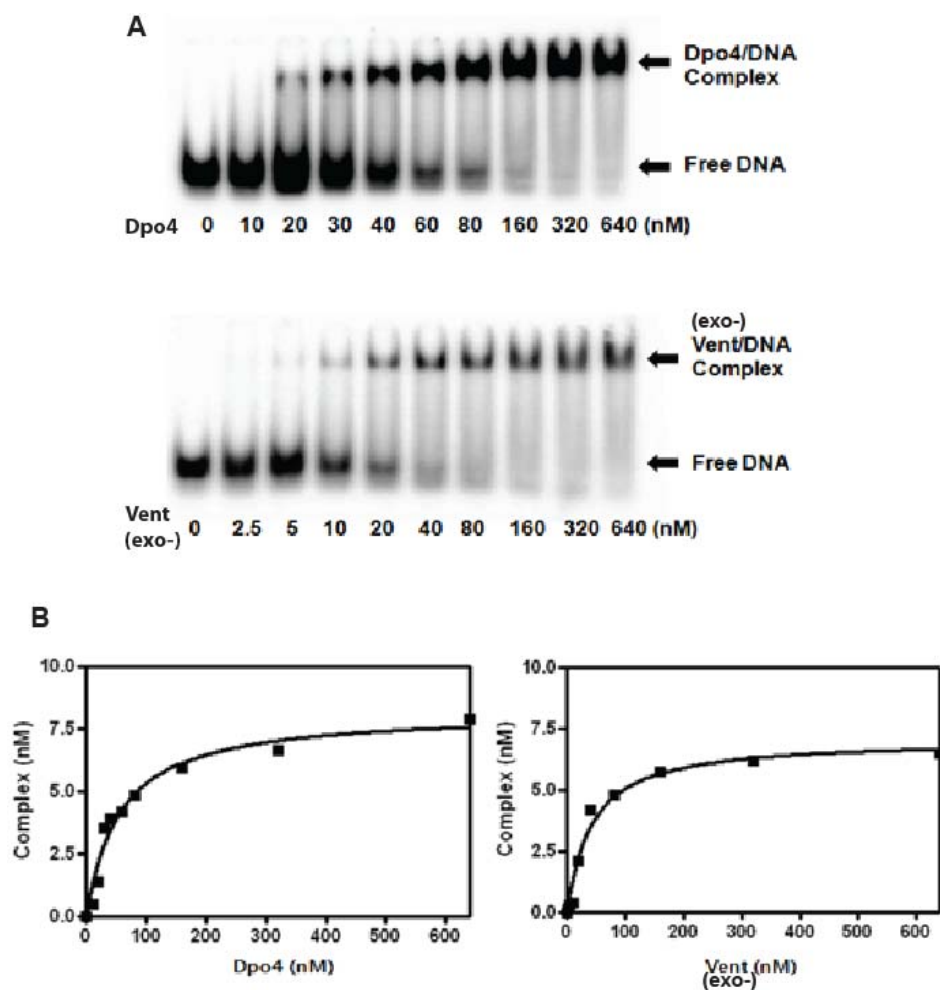 A
Dpo4/DNA
Complex
Free DNA
Dpo4 0 10 20 30 40 60 80 160 320 640 (nM)
(exo-)
Vent/DNA
Complex
Free DNA
Vent
(exo-) 0 2.5 5 10 20 40 80 160 320 640 (nM)
B
10.0
7.5
5.0
2.5
0.0
Complex (nM)
0 100 200 300 400 500 600
Dpo4 (nM)
10.0
7.5
5.0
2.5
0.0
Complex (nM)
0 100 200 300 400 500 600
Vent (nM)
(exo-)